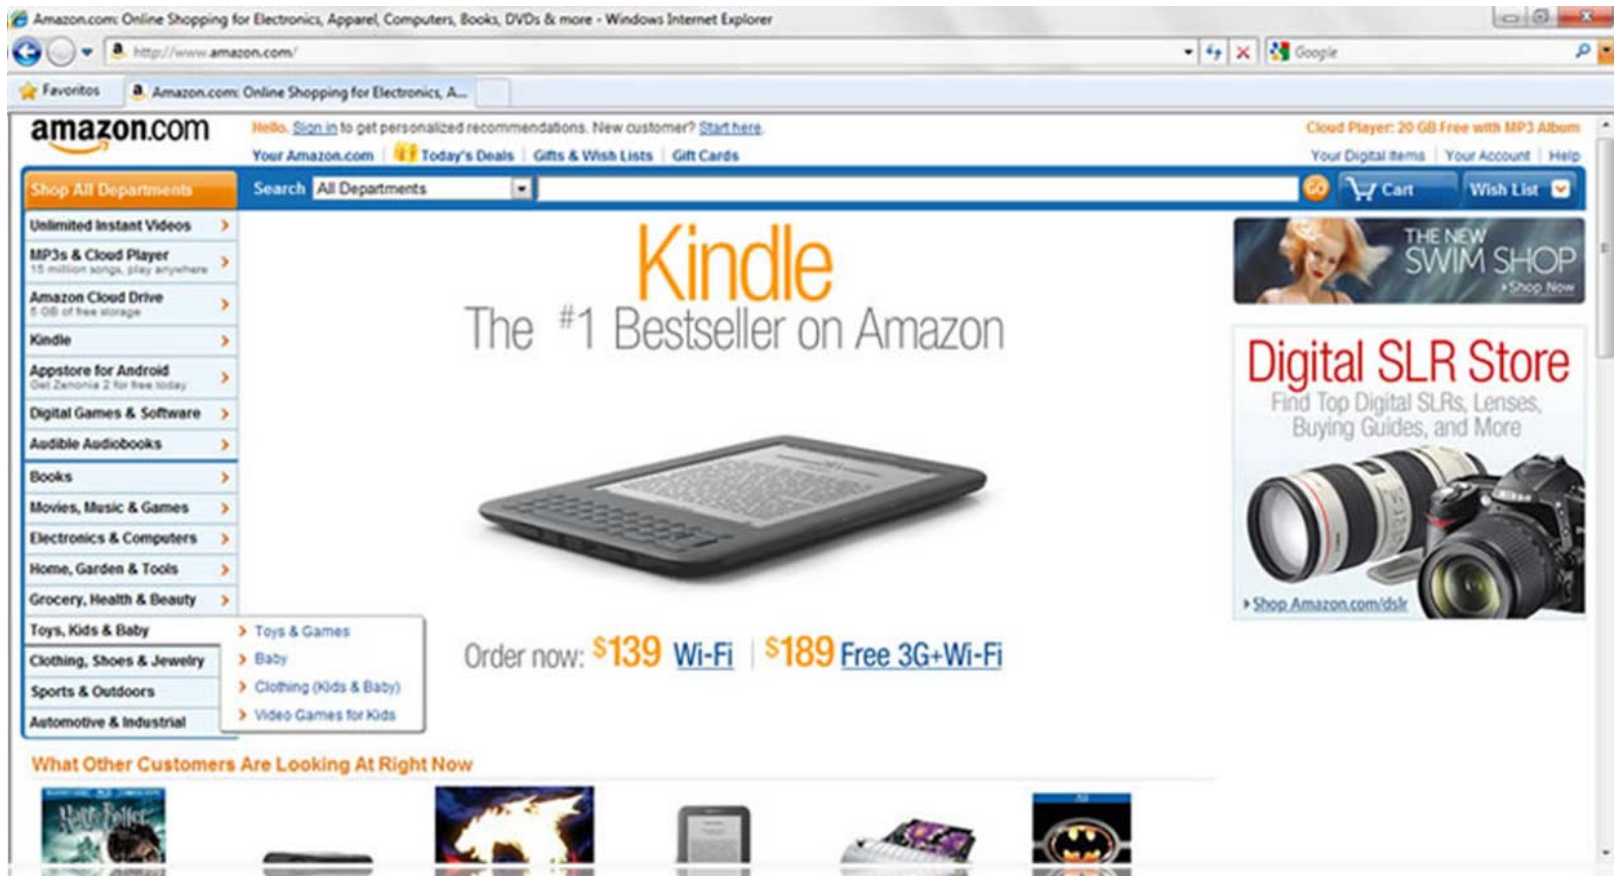 Amazon.com: Online Shopping for Electronics, Apparel, Computers, Books, DVDs & more - Windows Internet Explorer
http://www.amazon.com/
Google
Favoritos
Amazon.com: Online Shopping for Electronics, A...
amazon.com
Hello. Sign in to get personalized recommendations. New customer? Start here.
Cloud Player: 20 GB Free with MP3 Album
Your Amazon.com | Today's Deals | Gifts & Wish Lists | Gift Cards
Your Digital Items | Your Account | Help
Shop All Departments
Search All Departments
GO
Cart
Wish List
Unlimited Instant Videos
MP3s & Cloud Player
15 million songs, play anywhere
Amazon Cloud Drive
5 GB of free storage
Kindle
Appstore for Android
Get Zenonia 2 for free today
Digital Games & Software
Audible Audiobooks
Books
Movies, Music & Games
Electronics & Computers
Home, Garden & Tools
Grocery, Health & Beauty
Toys, Kids & Baby
Clothing, Shoes & Jewelry
Sports & Outdoors
Automotive & Industrial
Toys & Games
Baby
Clothing (Kids & Baby)
Video Games for Kids
Kindle
The #1 Bestseller on Amazon
Order now: $139 Wi-Fi | $189 Free 3G+Wi-Fi
THE NEW
SWIM SHOP
Shop Now
Digital SLR Store
Find Top Digital SLRs, Lenses,
Buying Guides, and More
Nikon
Shop Amazon.com/dslr
What Other Customers Are Looking At Right Now
Harry Potter